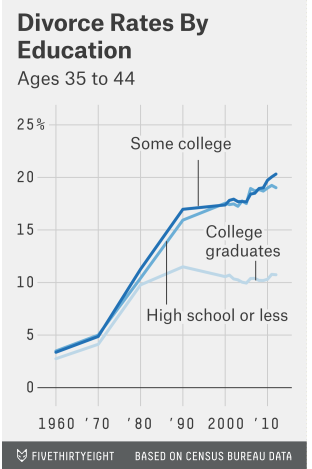 Divorce Rates By
Education
Ages 35 to 44
25%
Some college
20
15
College
graduates
10
High school or less
5
0
1960 '70 '80 '90 2000 '10
FIVETHIRTYEIGHT BASED ON CENSUS BUREAU DATA